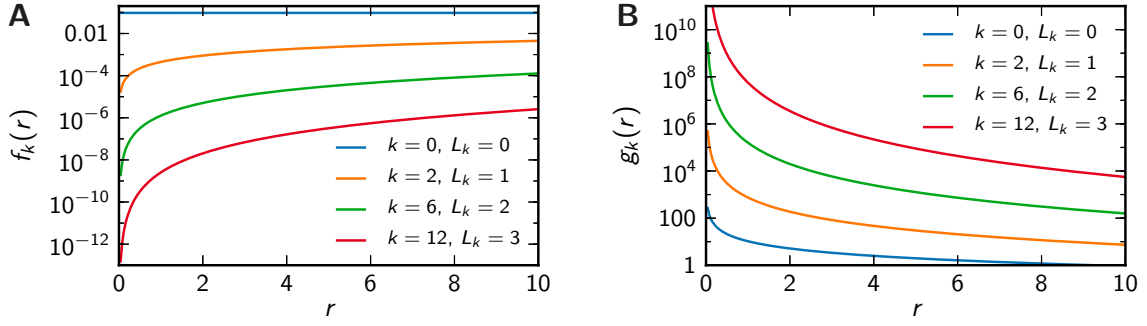 A
f_k(r)
0.01
10^−4
10^−6
10^−8
10^−10
10^−12
k = 0, L_k = 0
k = 2, L_k = 1
k = 6, L_k = 2
k = 12, L_k = 3
0 2 4 6 8 10
r
B
g_k(r)
10^10
10^8
10^6
10^4
100
1
k = 0, L_k = 0
k = 2, L_k = 1
k = 6, L_k = 2
k = 12, L_k = 3
0 2 4 6 8 10
r